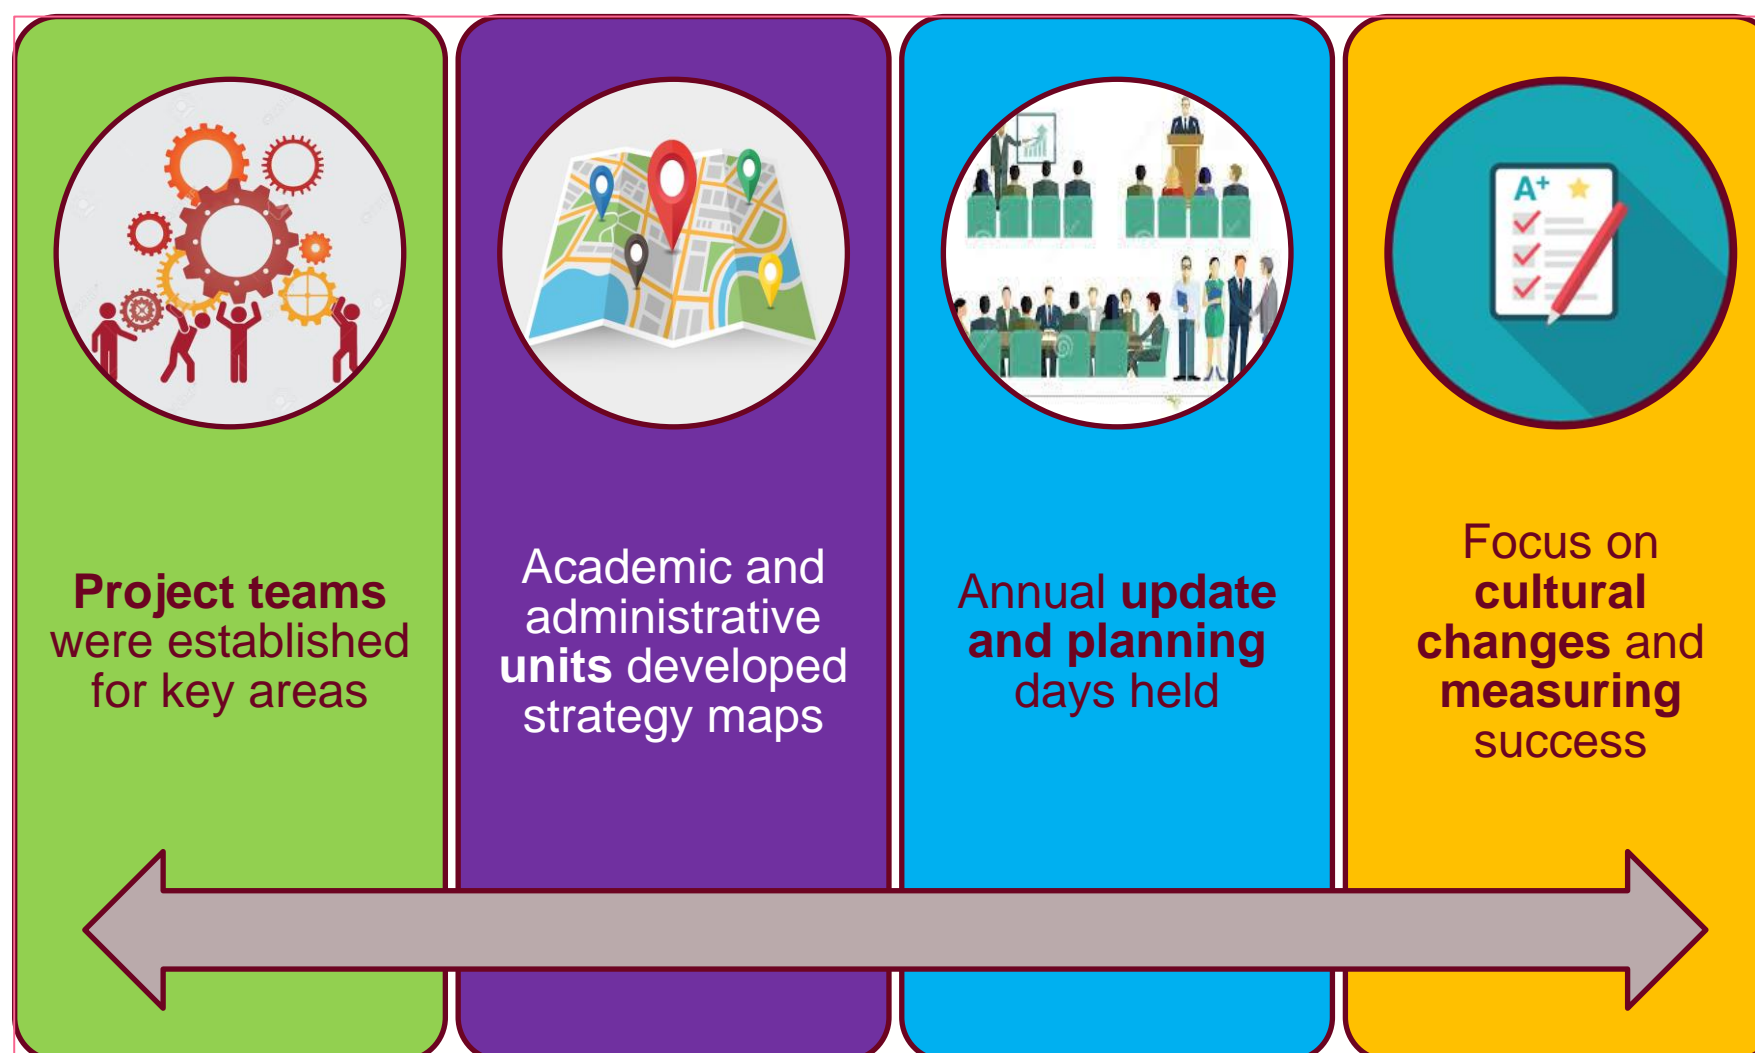 Project teams
were established
for key areas
Academic and
administrative
units developed
strategy maps
Annual update
and planning
days held
A+
Focus on
cultural
changes and
measuring
success